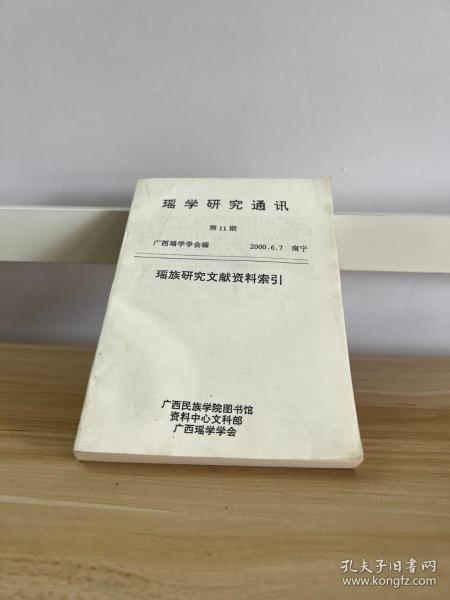 瑶学研究通讯
第11期
广西瑶学学会编 2000.6.7 南宁
瑶族研究文献资料索引
广西民族学院图书馆
资料中心文科部
广西瑶学学会
孔夫子旧书网
www.kongfz.com